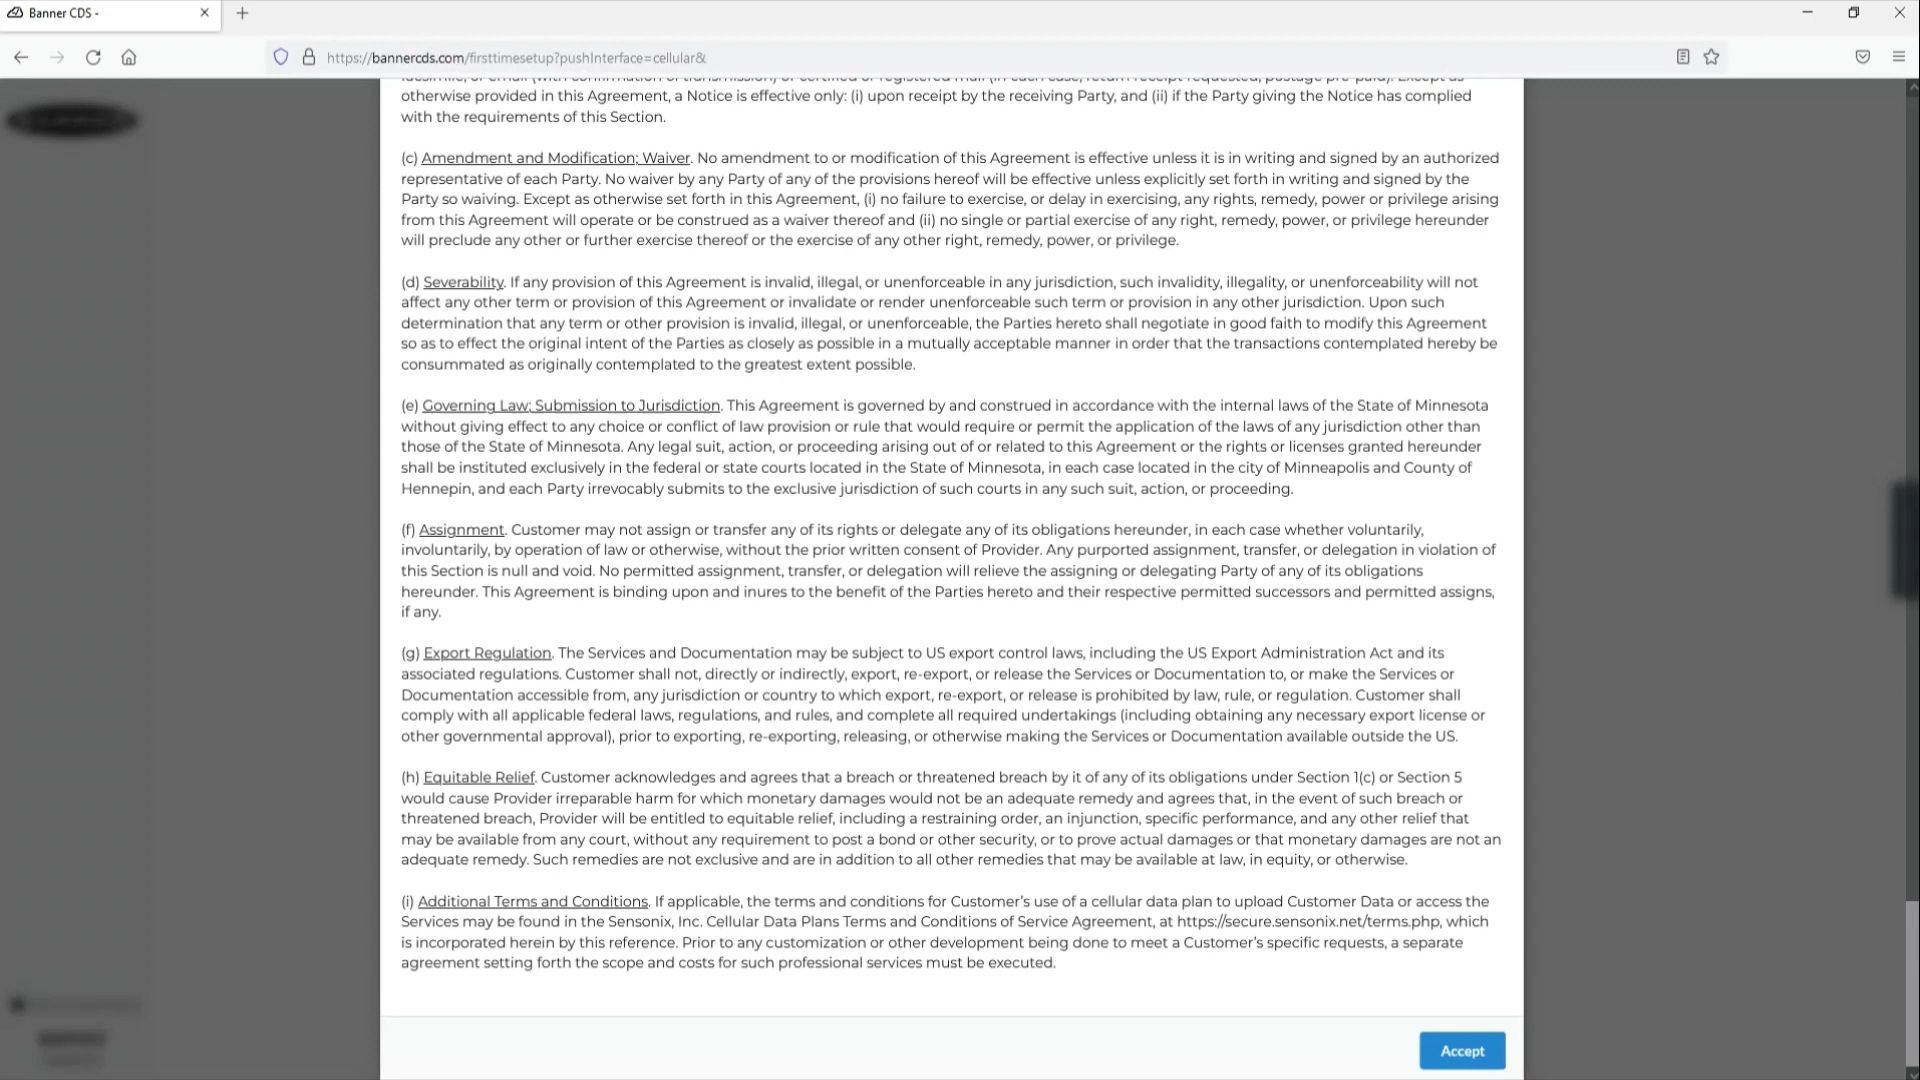 Banner CDS -
https://bannercds.com/firsttimesetup?pushInterface=cellular&
otherwise provided in this Agreement, a Notice is effective only: (i) upon receipt by the receiving Party, and (ii) if the Party giving the Notice has complied
with the requirements of this Section.
(c) Amendment and Modification; Waiver. No amendment to or modification of this Agreement is effective unless it is in writing and signed by an authorized
representative of each Party. No waiver by any Party of any of the provisions hereof will be effective unless explicitly set forth in writing and signed by the
Party so waiving. Except as otherwise set forth in this Agreement, (i) no failure to exercise, or delay in exercising, any rights, remedy, power or privilege arising
from this Agreement will operate or be construed as a waiver thereof and (ii) no single or partial exercise of any right, remedy, power, or privilege hereunder
will preclude any other or further exercise thereof or the exercise of any other right, remedy, power, or privilege.
(d) Severability. If any provision of this Agreement is invalid, illegal, or unenforceable in any jurisdiction, such invalidity, illegality, or unenforceability will not
affect any other term or provision of this Agreement or invalidate or render unenforceable such term or provision in any other jurisdiction. Upon such
determination that any term or other provision is invalid, illegal, or unenforceable, the Parties hereto shall negotiate in good faith to modify this Agreement
so as to effect the original intent of the Parties as closely as possible in a mutually acceptable manner in order that the transactions contemplated hereby be
consummated as originally contemplated to the greatest extent possible.
(e) Governing Law; Submission to Jurisdiction. This Agreement is governed by and construed in accordance with the internal laws of the State of Minnesota
without giving effect to any choice or conflict of law provision or rule that would require or permit the application of the laws of any jurisdiction other than
those of the State of Minnesota. Any legal suit, action, or proceeding arising out of or related to this Agreement or the rights or licenses granted hereunder
shall be instituted exclusively in the federal or state courts located in the State of Minnesota, in each case located in the city of Minneapolis and County of
Hennepin, and each Party irrevocably submits to the exclusive jurisdiction of such courts in any such suit, action, or proceeding.
(f) Assignment. Customer may not assign or transfer any of its rights or delegate any of its obligations hereunder, in each case whether voluntarily,
involuntarily, by operation of law or otherwise, without the prior written consent of Provider. Any purported assignment, transfer, or delegation in violation of
this Section is null and void. No permitted assignment, transfer, or delegation will relieve the assigning or delegating Party of any of its obligations
hereunder. This Agreement is binding upon and inures to the benefit of the Parties hereto and their respective permitted successors and permitted assigns,
if any.
(g) Export Regulation. The Services and Documentation may be subject to US export control laws, including the US Export Administration Act and its
associated regulations. Customer shall not, directly or indirectly, export, re-export, or release the Services or Documentation to, or make the Services or
Documentation accessible from, any jurisdiction or country to which export, re-export, or release is prohibited by law, rule, or regulation. Customer shall
comply with all applicable federal laws, regulations, and rules, and complete all required undertakings (including obtaining any necessary export license or
other governmental approval), prior to exporting, re-exporting, releasing, or otherwise making the Services or Documentation available outside the US.
(h) Equitable Relief. Customer acknowledges and agrees that a breach or threatened breach by it of any of its obligations under Section 1(c) or Section 5
would cause Provider irreparable harm for which monetary damages would not be an adequate remedy and agrees that, in the event of such breach or
threatened breach, Provider will be entitled to equitable relief, including a restraining order, an injunction, specific performance, and any other relief that
may be available from any court, without any requirement to post a bond or other security, or to prove actual damages or that monetary damages are not an
adequate remedy. Such remedies are not exclusive and are in addition to all other remedies that may be available at law, in equity, or otherwise.
(i) Additional Terms and Conditions. If applicable, the terms and conditions for Customer's use of a cellular data plan to upload Customer Data or access the
Services may be found in the Sensonix, Inc. Cellular Data Plans Terms and Conditions of Service Agreement, at https://secure.sensonix.net/terms.php, which
is incorporated herein by this reference. Prior to any customization or other development being done to meet a Customer's specific requests, a separate
agreement setting forth the scope and costs for such professional services must be executed.
Accept